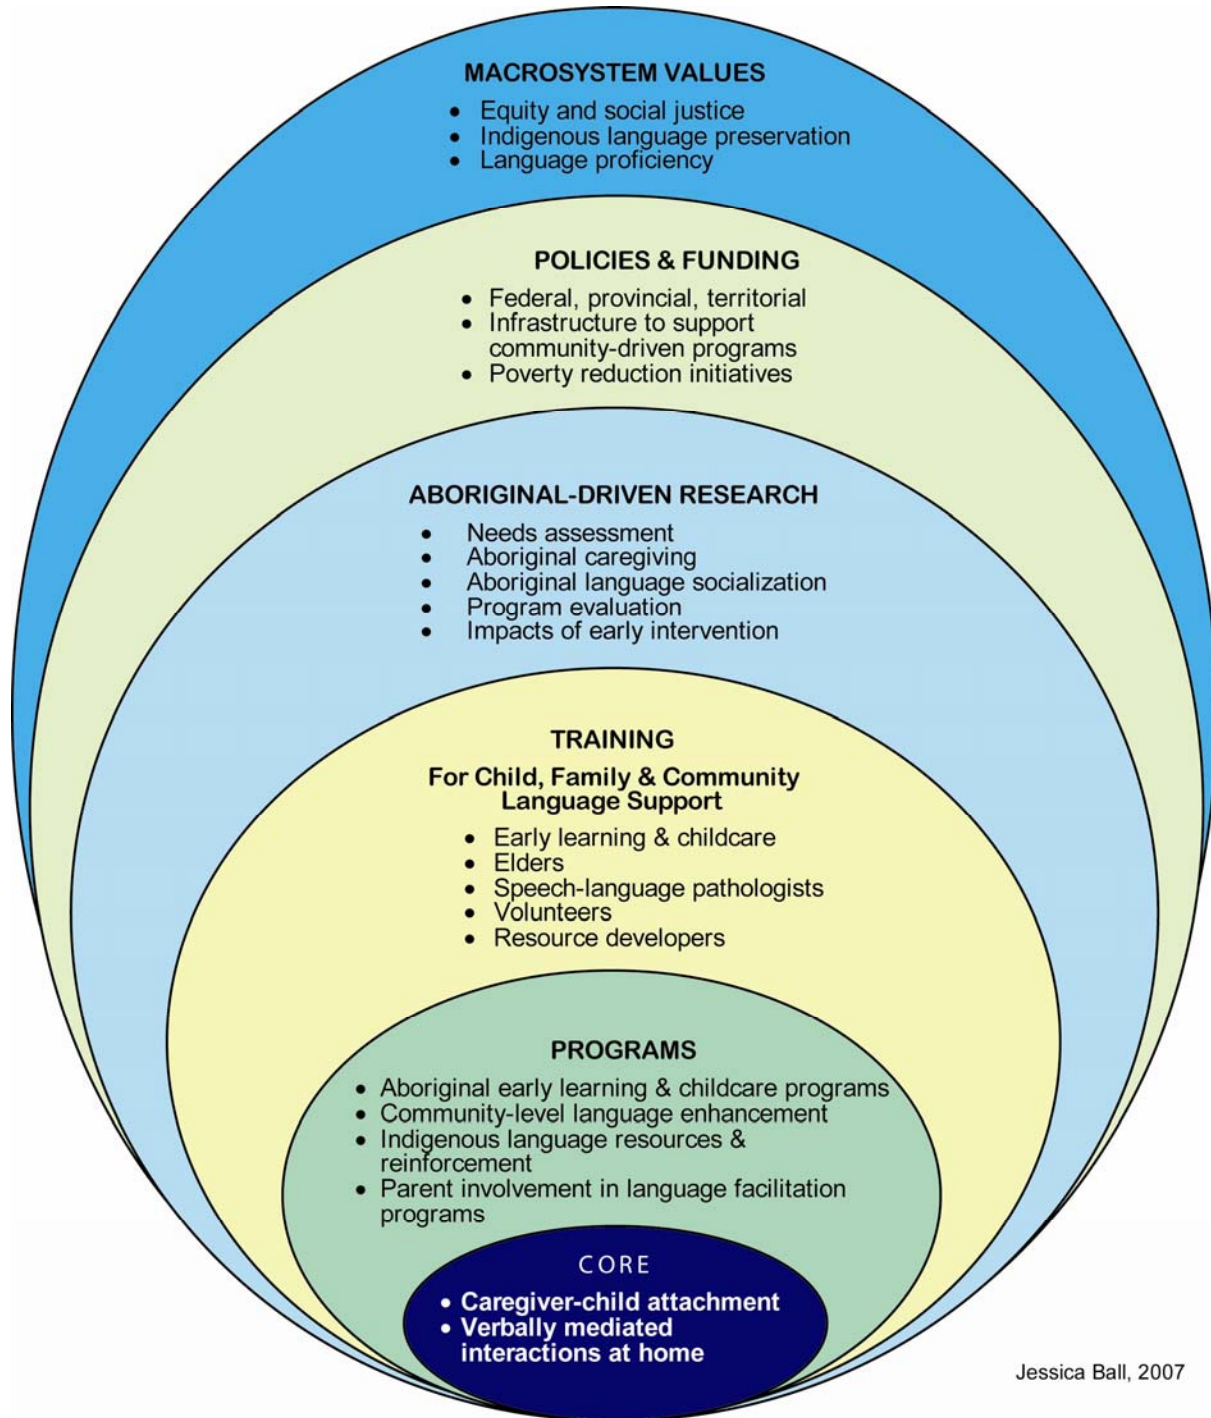 MACROSYSTEM VALUES
• Equity and social justice
• Indigenous language preservation
• Language proficiency
POLICIES & FUNDING
• Federal, provincial, territorial
• Infrastructure to support
community-driven programs
• Poverty reduction initiatives
ABORIGINAL-DRIVEN RESEARCH
• Needs assessment
• Aboriginal caregiving
• Aboriginal language socialization
• Program evaluation
• Impacts of early intervention
TRAINING
For Child, Family & Community
Language Support
• Early learning & childcare
• Elders
• Speech-language pathologists
• Volunteers
• Resource developers
PROGRAMS
• Aboriginal early learning & childcare programs
• Community-level language enhancement
• Indigenous language resources &
reinforcement
• Parent involvement in language facilitation
programs
CORE
• Caregiver-child attachment
• Verbally mediated
interactions at home
Jessica Ball, 2007